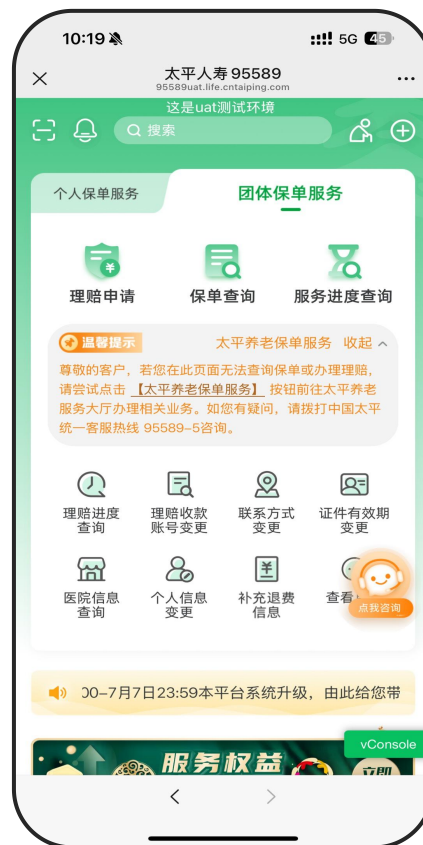 10:19
5G 45
太平人寿 95589
95589uat.life.cntaiping.com
这是uat测试环境
搜索
个人保单服务
团体保单服务
理赔申请
保单查询
服务进度查询
温馨提示
太平养老保单服务 收起
尊敬的客户，若您在此页面无法查询保单或办理理赔，
请尝试点击 【太平养老保单服务】 按钮前往太平养老
服务大厅办理相关业务。如您有疑问，请拨打中国太平
统一客服热线 95589-5咨询。
理赔进度
查询
理赔收款
账号变更
联系方式
变更
证件有效期
变更
医院信息
查询
个人信息
变更
补充退费
信息
查看
点我咨询
00-7月7日23:59本平台系统升级，由此给您带
vConsole
服务权益
立即